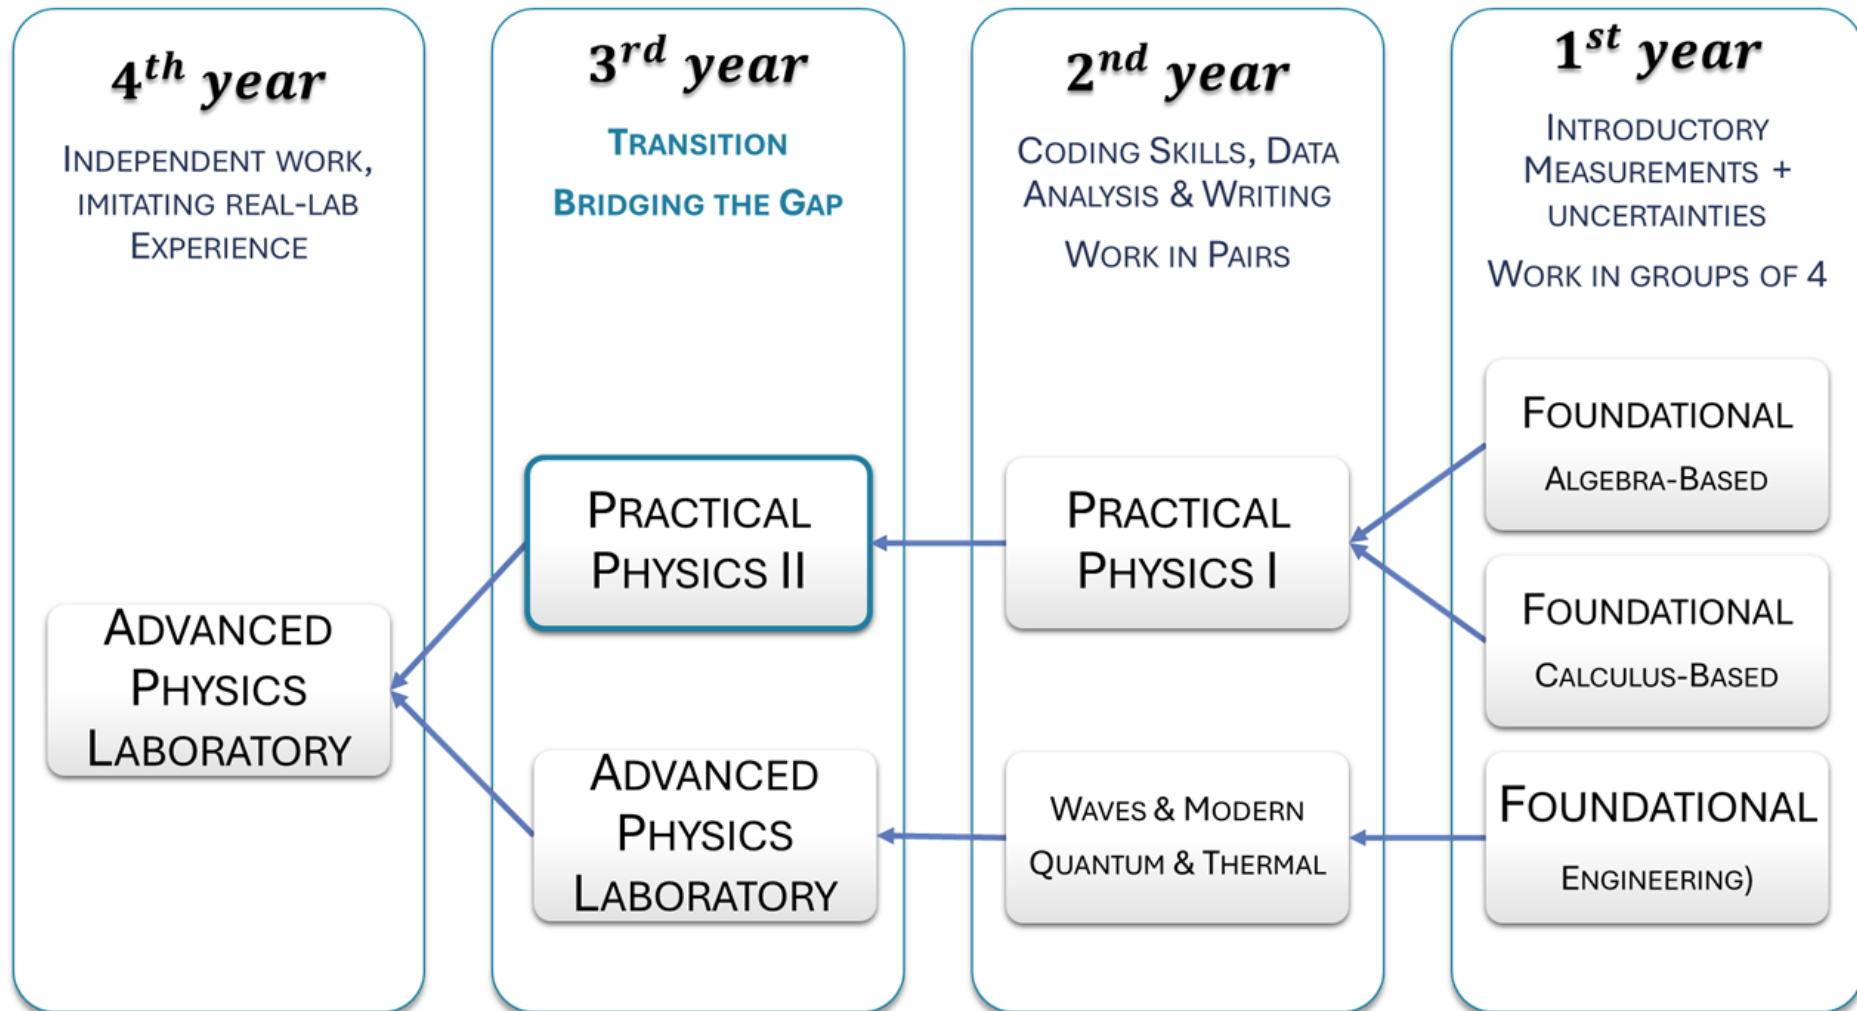 4th year
INDEPENDENT WORK,
IMITATING REAL-LAB
EXPERIENCE
ADVANCED
PHYSICS
LABORATORY
3rd year
TRANSITION
BRIDGING THE GAP
PRACTICAL
PHYSICS II
ADVANCED
PHYSICS
LABORATORY
2nd year
CODING SKILLS, DATA
ANALYSIS & WRITING
WORK IN PAIRS
PRACTICAL
PHYSICS I
WAVES & MODERN
QUANTUM & THERMAL
1st year
INTRODUCTORY
MEASUREMENTS +
UNCERTAINTIES
WORK IN GROUPS OF 4
FOUNDATIONAL
ALGEBRA-BASED
FOUNDATIONAL
CALCULUS-BASED
FOUNDATIONAL
ENGINEERING)